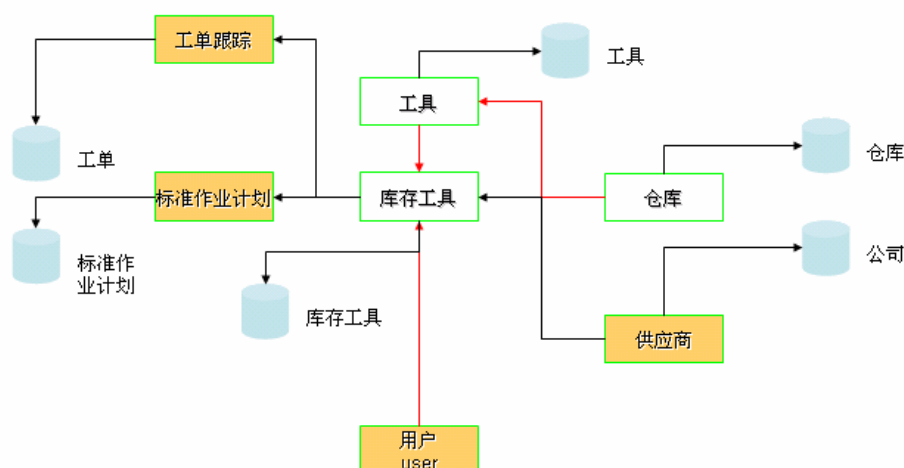 工单跟踪
工具
工具
工单
仓库
标准作业计划
库存工具
仓库
标准作
业计划
公司
库存工具
供应商
用户
user